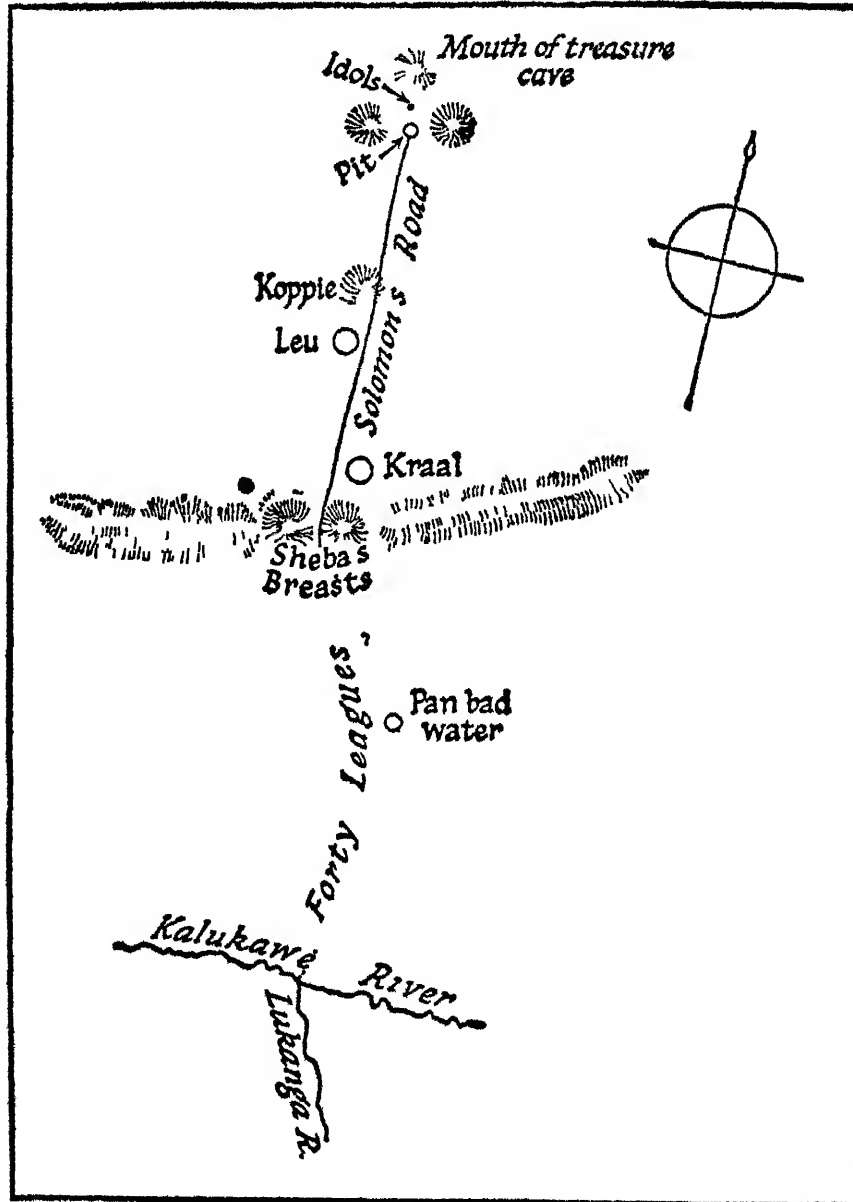 Mouth of treasure
cave
Idols
Pit
Solomon's Road
Koppie
Leu
Kraal
Sheba s
Breasts
Forty Leagues ?
Pan bad
water
Kalukawe River
Lukanga R.